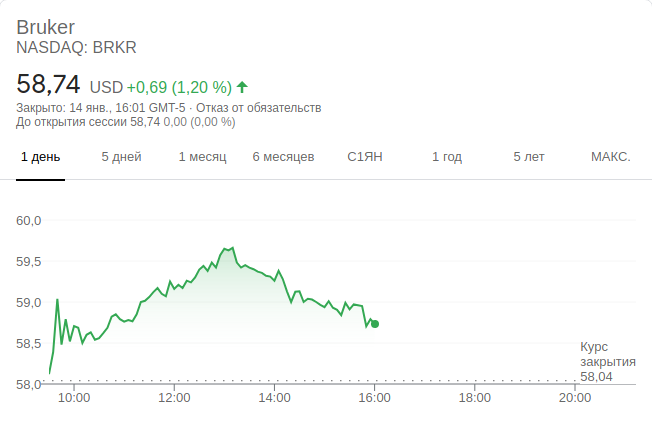 Bruker
NASDAQ: BRKR
58,74 USD +0,69 (1,20 %)
Закрыто: 14 янв., 16:01 GMT-5 · Отказ от обязательств
До открытия сессии 58,74 0,00 (0,00 %)
1 день 5 дней 1 месяц 6 месяцев С1ЯН 1 год 5 лет МАКС.
60,0
59,5
59,0
58,5
58,0
Курс
закрытия
58,04
10:00 12:00 14:00 16:00 18:00 20:00